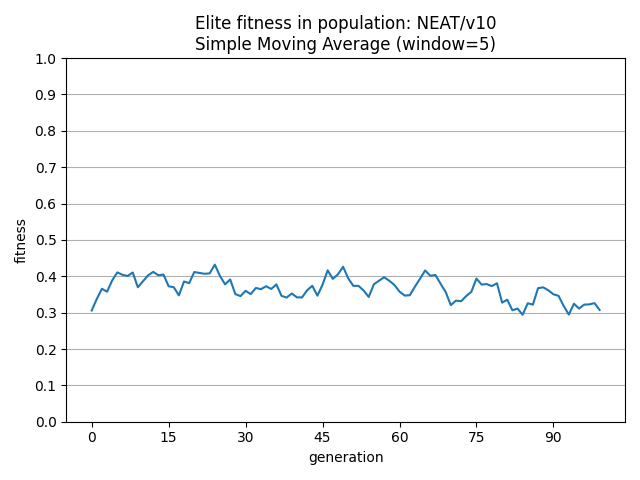 Elite fitness in population: NEAT/v10
Simple Moving Average (window=5)
1.0
0.9
0.8
0.7
0.6
0.5
0.4
0.3
0.2
0.1
0.0
fitness
0 15 30 45 60 75 90
generation